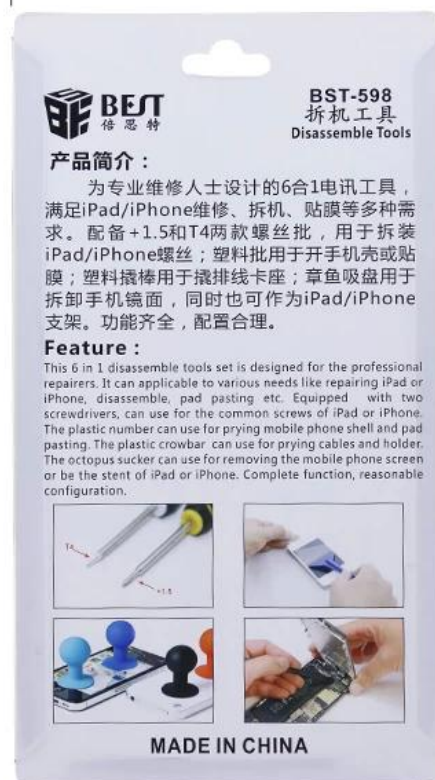 BEST
倍思特
BST-598
拆机工具
Disassemble Tools
产品简介：
为专业维修人士设计的6合1电讯工具，
满足iPad/iPhone维修、拆机、贴膜等多种需
求。配备+1.5和T4两款螺丝批，用于拆装
iPad/iPhone螺丝；塑料批用于开手机壳或贴
膜；塑料撬棒用于撬排线卡座；章鱼吸盘用于
拆卸手机镜面，同时也可作为iPad/iPhone
支架。功能齐全，配置合理。
Feature：
This 6 in 1 disassemble tools set is designed for the professional
repairers. It can applicable to various needs like repairing iPad or
iPhone, disassemble, pad pasting etc. Equipped with two
screwdrivers, can use for the common screws of iPad or iPhone.
The plastic number can use for prying mobile phone shell and pad
pasting. The plastic crowbar can use for prying cables and holder.
The octopus sucker can use for removing the mobile phone screen
or be the stent of iPad or iPhone. Complete function, reasonable
configuration.
T4
+1.5
MADE IN CHINA